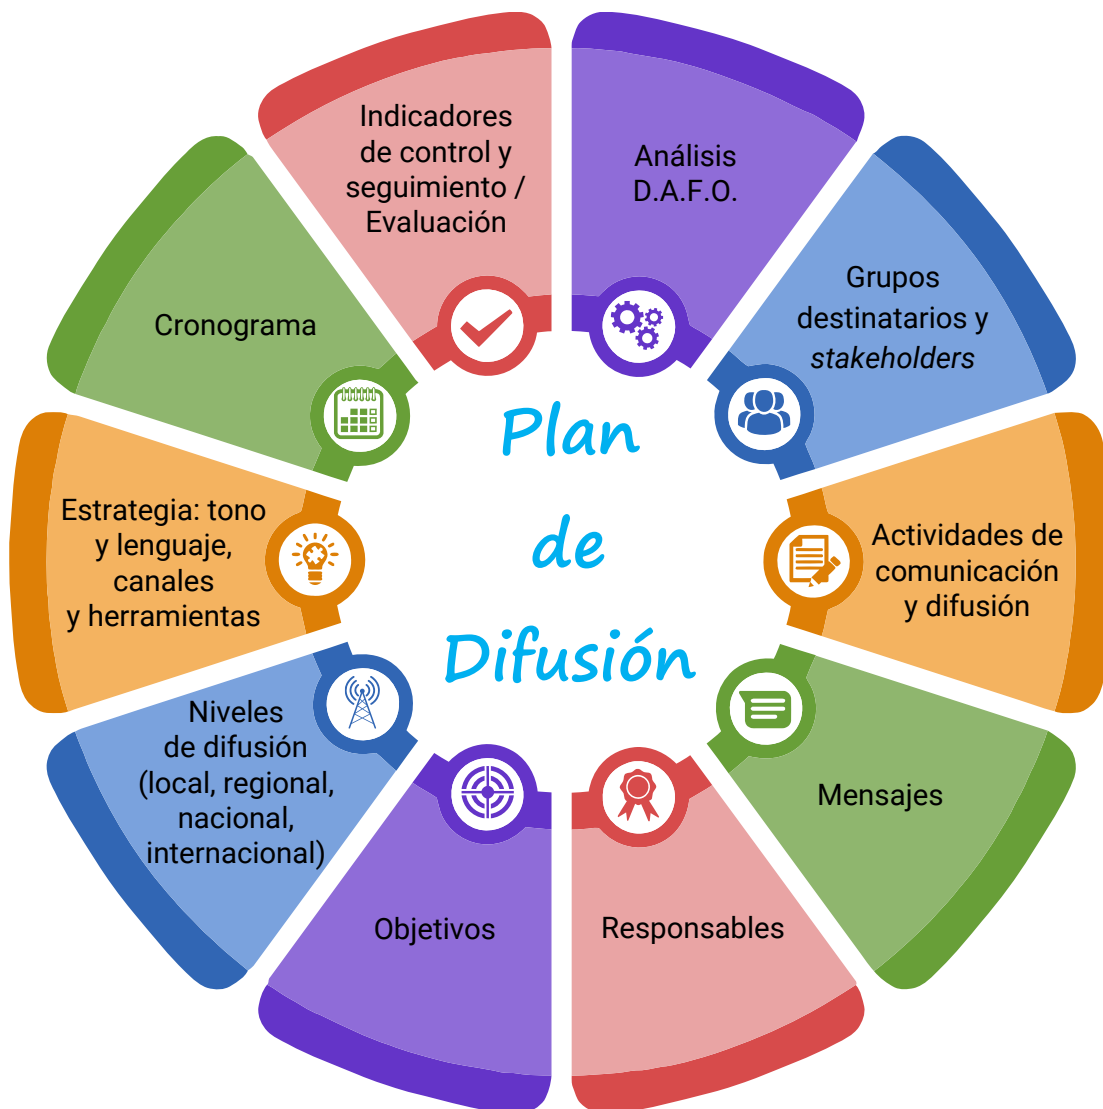 Plan
de
Difusión
Análisis
D.A.F.O.
Grupos
destinatarios y
stakeholders
Actividades de
comunicación
y difusión
Mensajes
Responsables
Objetivos
Niveles
de difusión
(local, regional,
nacional,
internacional)
Estrategia: tono
y lenguaje,
canales
y herramientas
Cronograma
Indicadores
de control y
seguimiento /
Evaluación